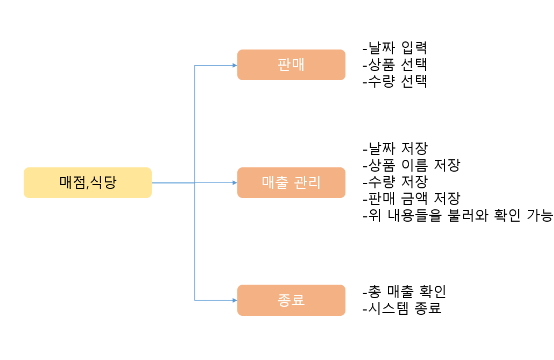 매점,식당
판매
-날짜 입력
-상품 선택
-수량 선택
매출 관리
-날짜 저장
-상품 이름 저장
-수량 저장
-판매 금액 저장
-위 내용들을 불러와 확인 가능
종료
-총 매출 확인
-시스템 종료